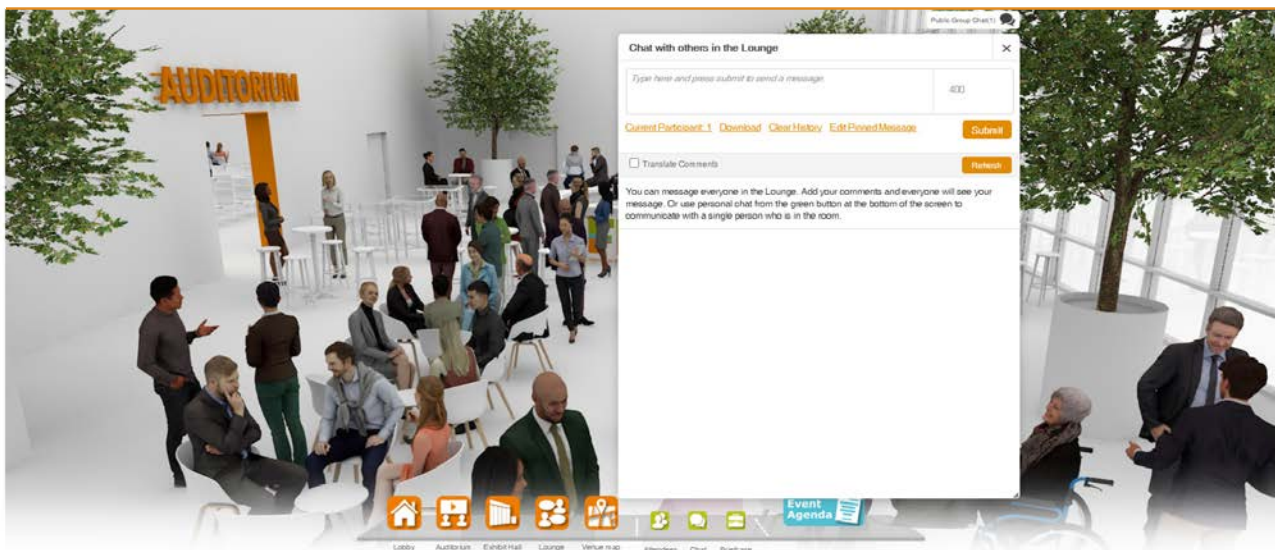 Public Group Chat(1)
Chat with others in the Lounge
Type here and press submit to send a message
400
Current Participant: 1 Download Clear History Edit Pinned Message
Submit
Translate Comments
Refresh
You can message everyone in the Lounge. Add your comments and everyone will see your
message. Or use personal chat from the green button at the bottom of the screen to
communicate with a single person who is in the room.
AUDITORIUM
Event
Agenda
Lobby Auditorium Exhibit Hall Lounge Venue map Attendees Chat Briefcase